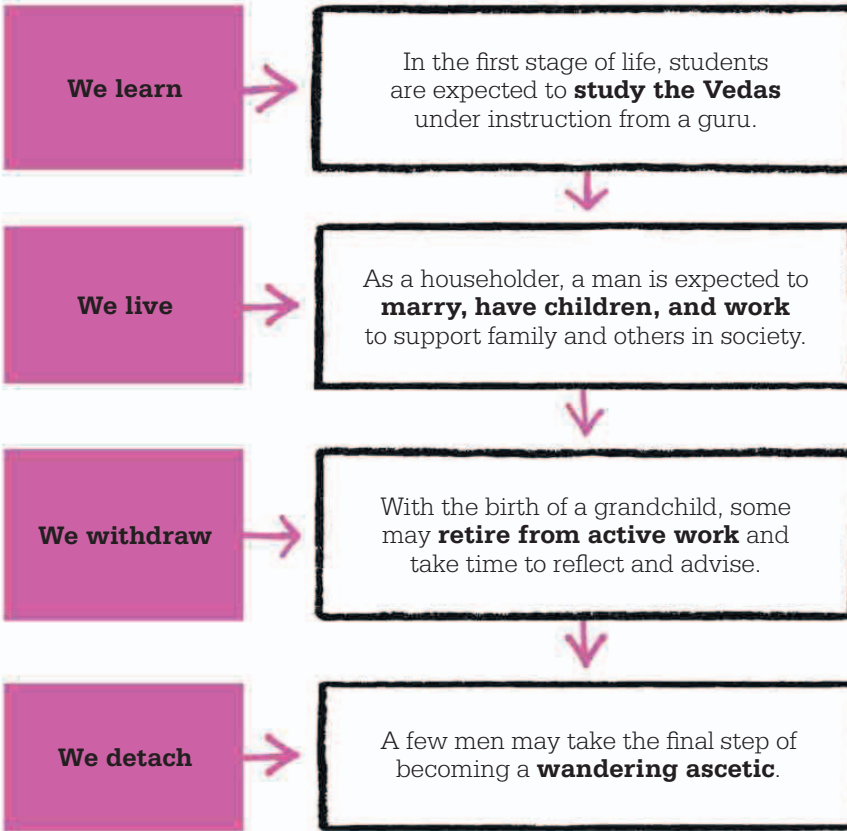 We learn
In the first stage of life, students
are expected to study the Vedas
under instruction from a guru.
We live
As a householder, a man is expected to
marry, have children, and work
to support family and others in society.
We withdraw
With the birth of a grandchild, some
may retire from active work and
take time to reflect and advise.
We detach
A few men may take the final step of
becoming a wandering ascetic.